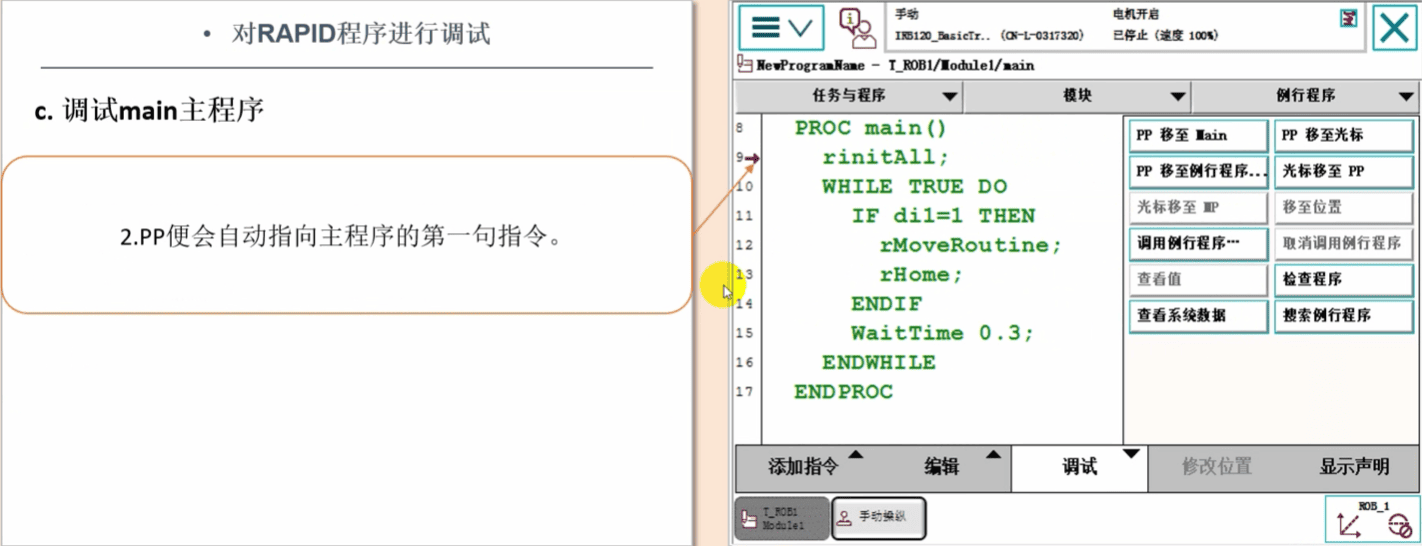 • 对RAPID程序进行调试
c. 调试main主程序
2.PP便会自动指向主程序的第一句指令。
手动
电机开启
IRB120_BasicTr.. (CN-L-0317320)
已停止 (速度 100%)
NewProgramName - T_ROB1/Module1/main
任务与程序
模块
例行程序
8 PROC main()
9 rinitAll;
10 WHILE TRUE DO
11 IF di1=1 THEN
12 rMoveRoutine;
13 rHome;
14 ENDIF
15 WaitTime 0.3;
16 ENDWHILE
17 ENDPROC
PP 移至 Main
PP 移至光标
PP 移至例行程序...
光标移至 PP
光标移至 MP
移至位置
调用例行程序…
取消调用例行程序
查看值
检查程序
查看系统数据
搜索例行程序
添加指令
编辑
调试
修改位置
显示声明
T_ROB1
Module1
手动操纵
ROB_1